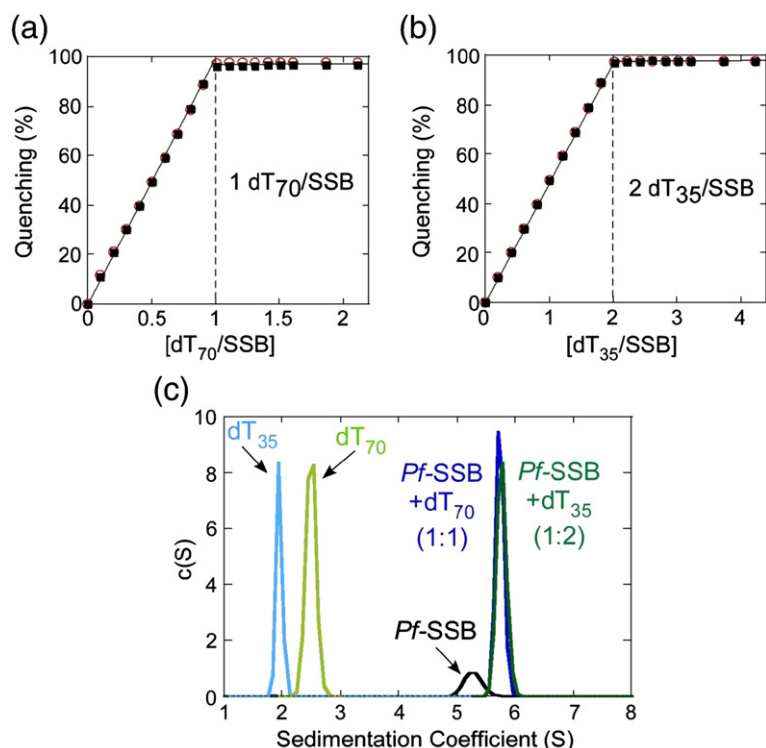 (a)
100
80
60
40
20
0
Quenching (%)
1 dT70/SSB
0 0.5 1 1.5 2
[dT70/SSB]
(b)
100
80
60
40
20
0
Quenching (%)
2 dT35/SSB
0 1 2 3 4
[dT35/SSB]
(c)
10
8
6
4
2
0
c(S)
dT35
dT70
Pf-SSB
+dT70
(1:1)
Pf-SSB
+dT35
(1:2)
Pf-SSB
1 2 3 4 5 6 7 8
Sedimentation Coefficient (S)